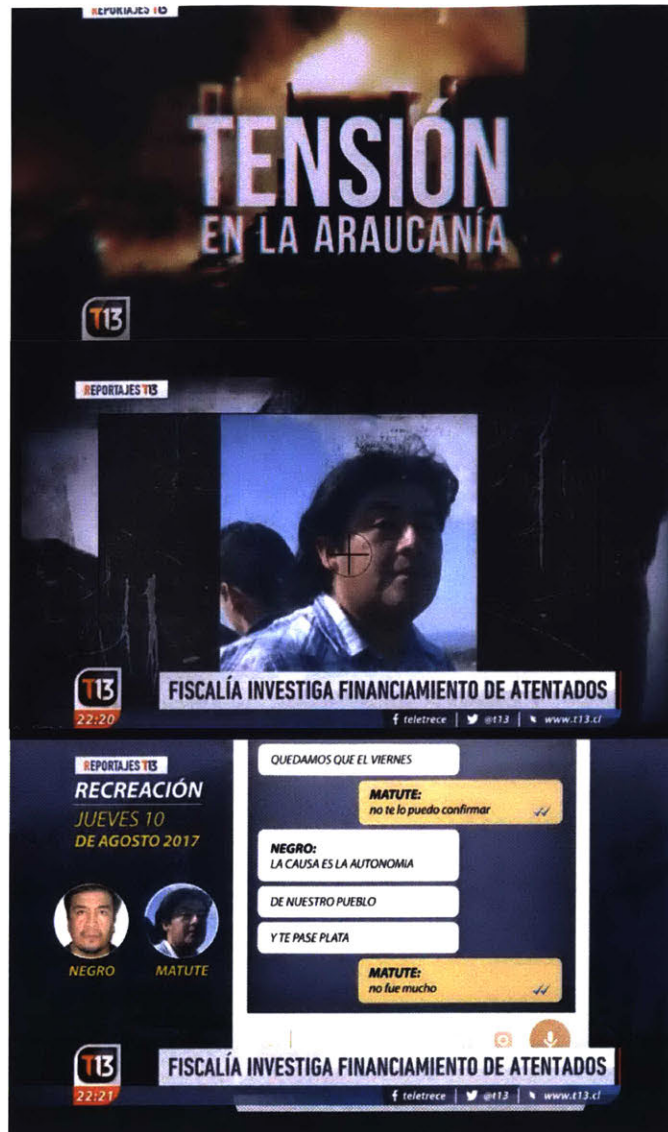 REPORTAJES T13
TENSIÓN
EN LA ARAUCANÍA
T13
REPORTAJES T13
T13
22:20
FISCALÍA INVESTIGA FINANCIAMIENTO DE ATENTADOS
teletrece | @t13 | www.t13.cl
REPORTAJES T13
RECREACIÓN
JUEVES 10
DE AGOSTO 2017
NEGRO
MATUTE
QUEDAMOS QUE EL VIERNES
MATUTE:
no te lo puedo confirmar
NEGRO:
LA CAUSA ES LA AUTONOMIA
DE NUESTRO PUEBLO
Y TE PASE PLATA
MATUTE:
no fue mucho
T13
22:21
FISCALÍA INVESTIGA FINANCIAMIENTO DE ATENTADOS
teletrece | @t13 | www.t13.cl